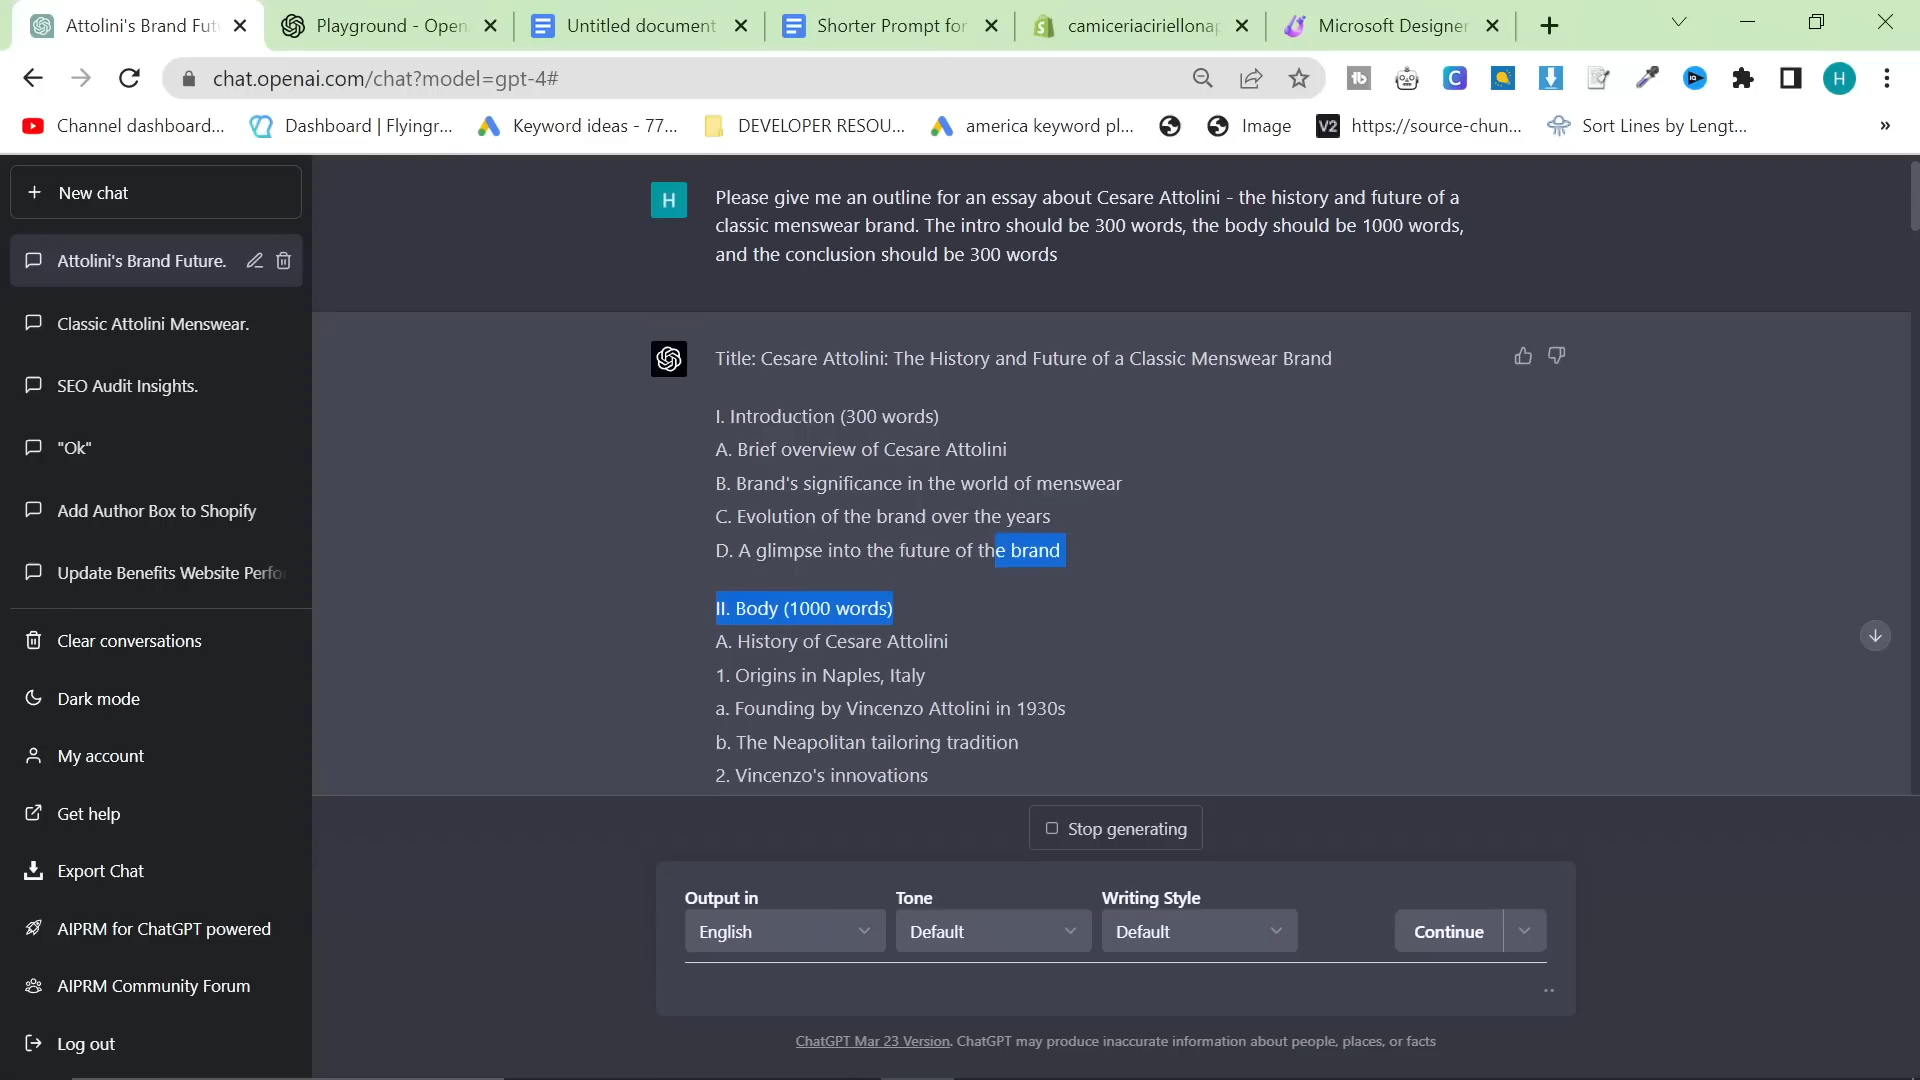 Attolini's Brand Fut
Playground - Open
Untitled document
Shorter Prompt for
camiceriaciriellonap
Microsoft Designer
chat.openai.com/chat?model=gpt-4#
tb
C
H
Channel dashboard...
Dashboard | Flyingr...
Keyword ideas - 77...
DEVELOPER RESOU...
america keyword pl...
Image
V2
https://source-chun...
Sort Lines by Lengt...
»
+ New chat
Attolini's Brand Future.
Classic Attolini Menswear.
SEO Audit Insights.
"Ok"
Add Author Box to Shopify
Update Benefits Website Perfo
Clear conversations
Dark mode
My account
Get help
Export Chat
AIPRM for ChatGPT powered
AIPRM Community Forum
Log out
H
Please give me an outline for an essay about Cesare Attolini - the history and future of a
classic menswear brand. The intro should be 300 words, the body should be 1000 words,
and the conclusion should be 300 words
Title: Cesare Attolini: The History and Future of a Classic Menswear Brand
I. Introduction (300 words)
A. Brief overview of Cesare Attolini
B. Brand's significance in the world of menswear
C. Evolution of the brand over the years
D. A glimpse into the future of the brand
II. Body (1000 words)
A. History of Cesare Attolini
1. Origins in Naples, Italy
a. Founding by Vincenzo Attolini in 1930s
b. The Neapolitan tailoring tradition
2. Vincenzo's innovations
Stop generating
Output in
Tone
Writing Style
English
Default
Default
Continue
ChatGPT Mar 23 Version. ChatGPT may produce inaccurate information about people, places, or facts